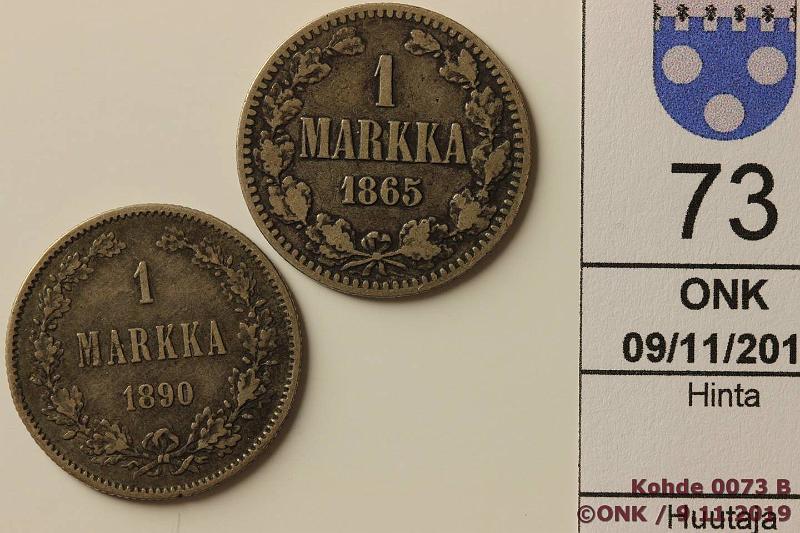 1
MARKKA
1865
1
MARKKA
1890
73
ONK
09/11/201
Hinta
Kohde 0073 B
©ONK / 9.11.2019
Huutaja